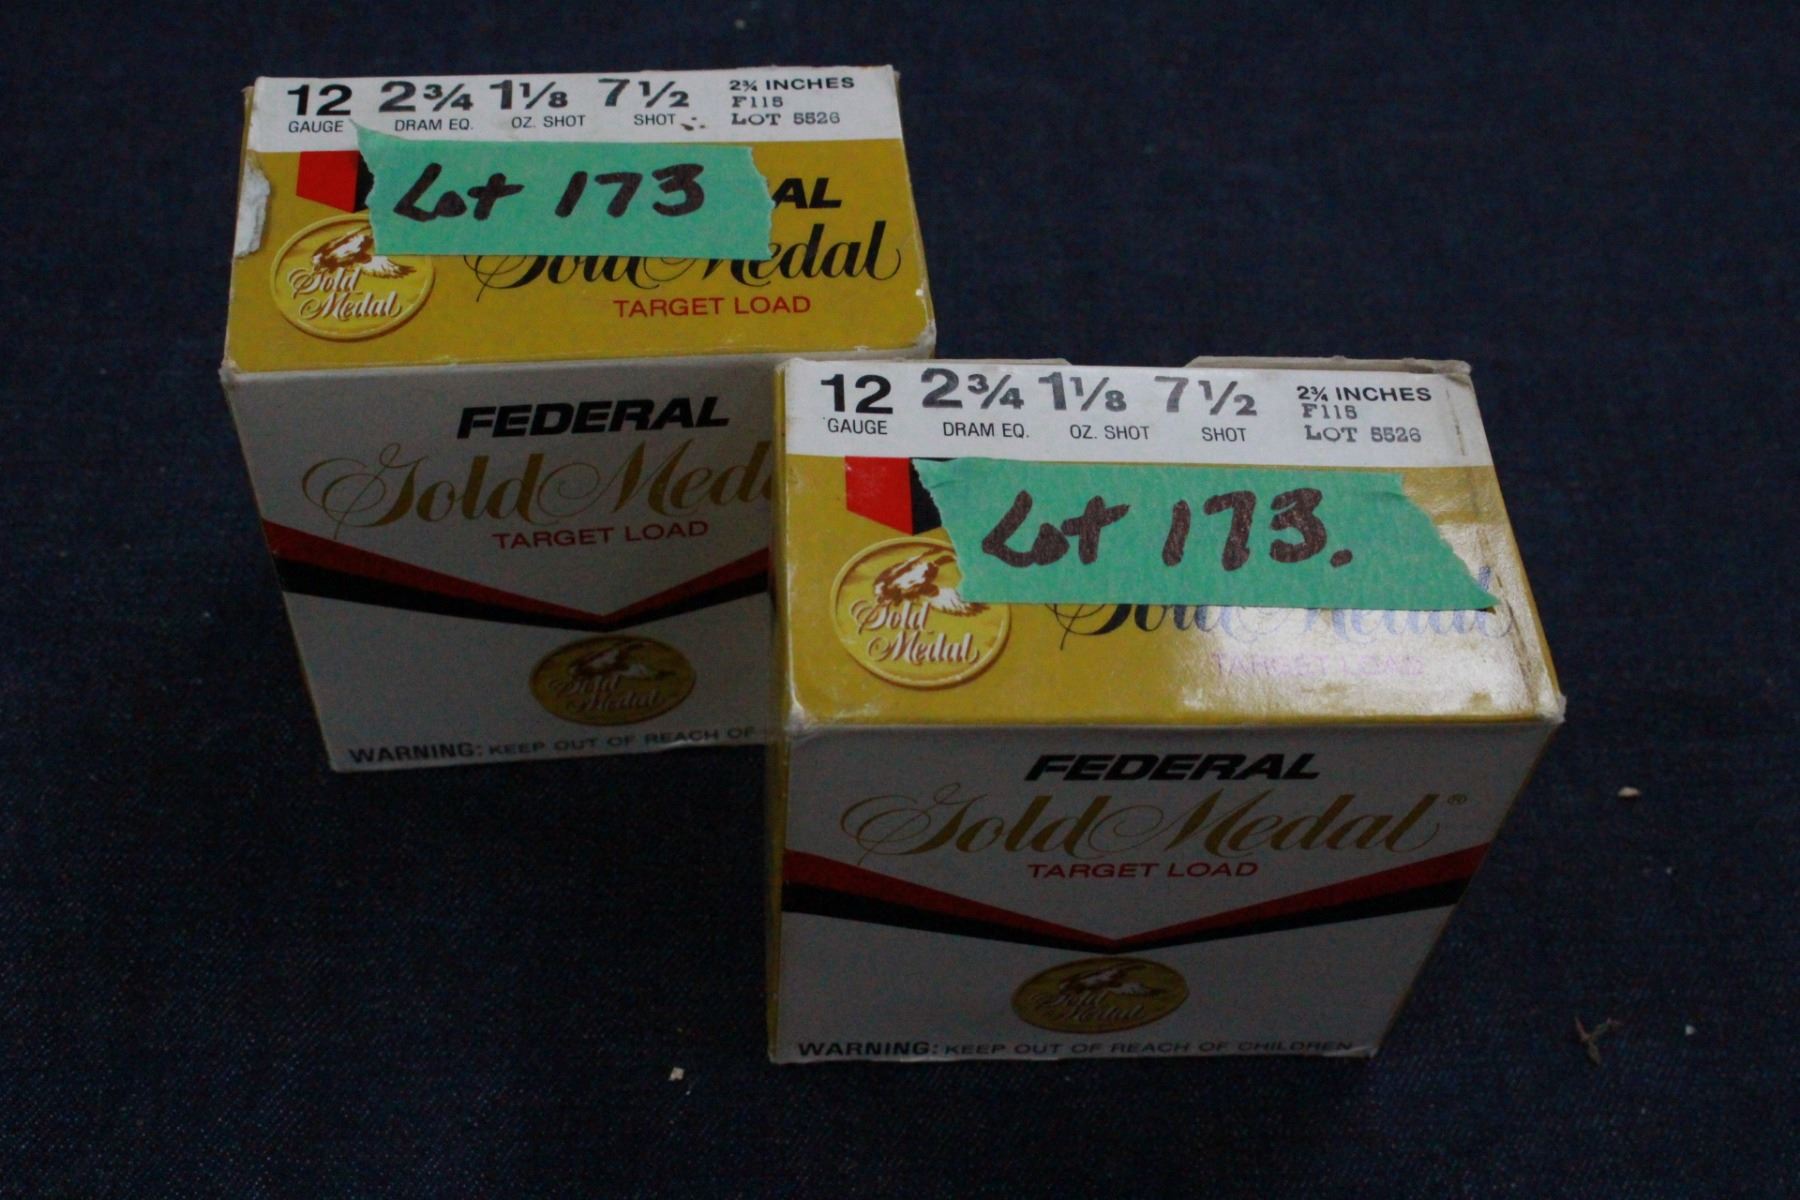 12 2¾ 1⅛ 7½ 2¾ INCHES
GAUGE DRAM EQ. OZ. SHOT SHOT F115
LOT 5526
Lot 173
AL
Gold Medal
TARGET LOAD
Gold
Medal
FEDERAL
Gold Med
TARGET LOAD
Gold
Medal
WARNING: KEEP OUT OF REACH OF
12 2¾ 1⅛ 7½ 2¾ INCHES
GAUGE DRAM EQ. OZ. SHOT SHOT F115
LOT 5526
Lot 173.
Gold Medal
TARGET LOAD
Gold
Medal
FEDERAL
Gold Medal®
TARGET LOAD
Gold
Medal
WARNING: KEEP OUT OF REACH OF CHILDREN